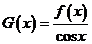 G(x) = f(x)/cosx